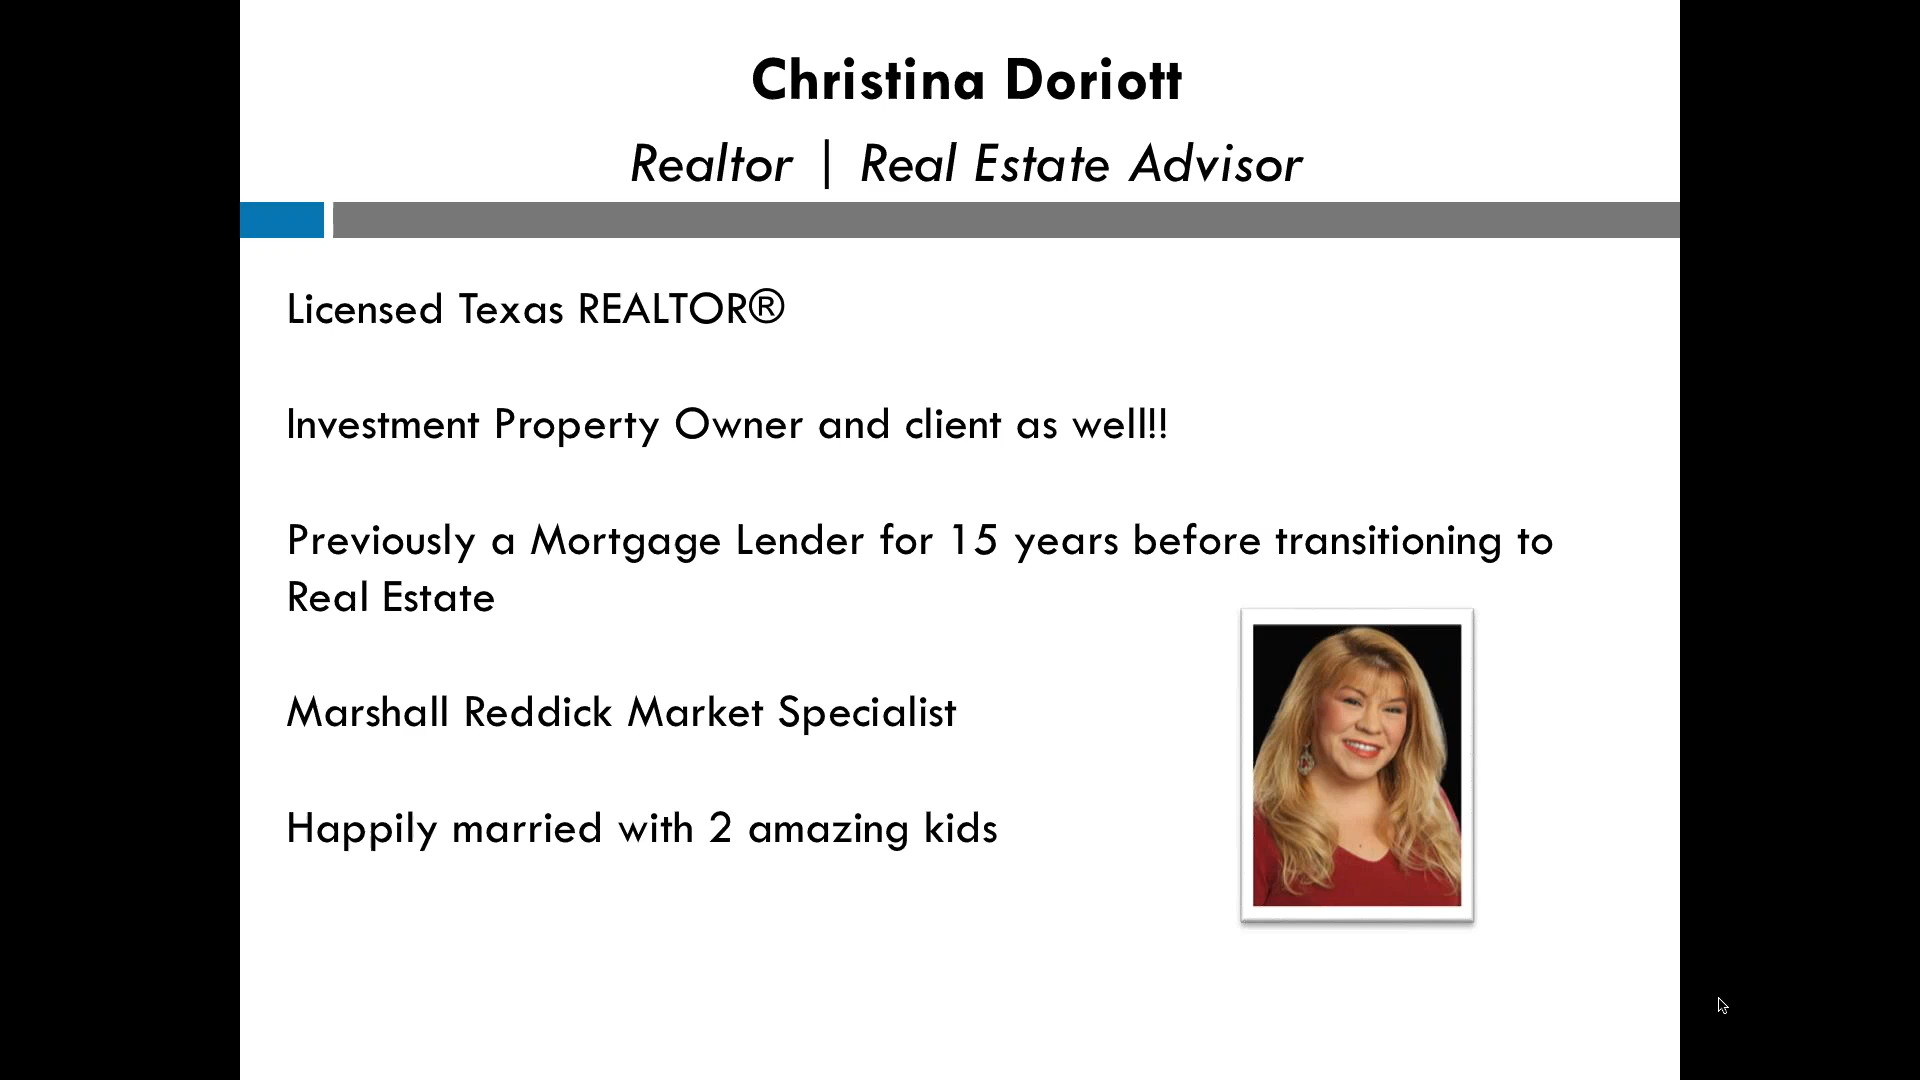 Christina Doriott
Realtor | Real Estate Advisor
Licensed Texas REALTOR®
Investment Property Owner and client as well!!
Previously a Mortgage Lender for 15 years before transitioning to
Real Estate
Marshall Reddick Market Specialist
Happily married with 2 amazing kids